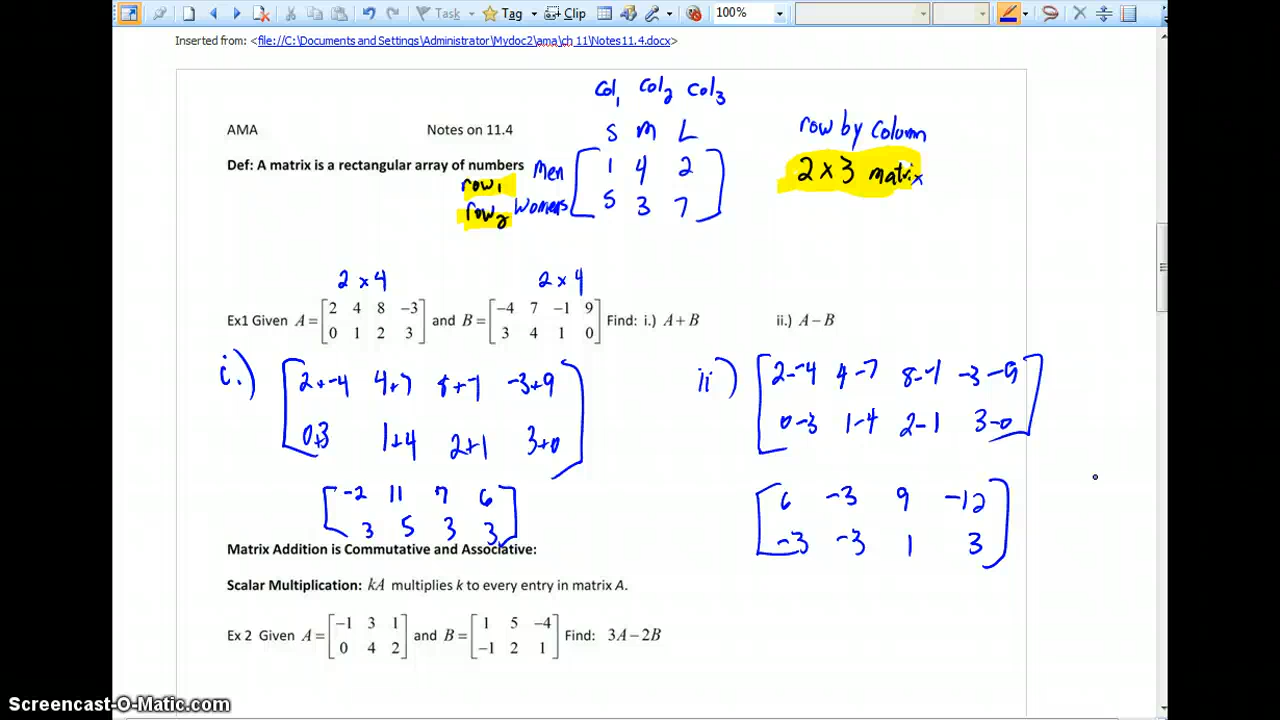 Task Tag Clip 100%
Inserted from: <file://C:\Documents and Settings\Administrator\Mydoc2\ama\ch 11\Notes11.4.docx>
Col1 Col2 Col3
AMA Notes on 11.4 S M L row by column
Def: A matrix is a rectangular array of numbers men [1 4 2 2 x 3 matrix
row1
row2 womens 5 3 7]
2 x 4 2 x 4
Ex1 Given A = [2 4 8 −3 and B = [−4 7 −1 9 Find: i.) A + B ii.) A − B
0 1 2 3] 3 4 1 0]
i.) [2+-4 4+7 8+-1 -3+9 ii) [2--4 4-7 8--1 -3-9
0+3 1+4 2+1 3+0] 0-3 1-4 2-1 3-0]
[-2 11 7 6 [6 -3 9 -12
3 5 3 3] -3 -3 1 3]
Matrix Addition is Commutative and Associative:
Scalar Multiplication: kA multiplies k to every entry in matrix A.
Ex 2 Given A = [−1 3 1 and B = [1 5 −4 Find: 3A − 2B
0 4 2] −1 2 1]
Screencast-O-Matic.com